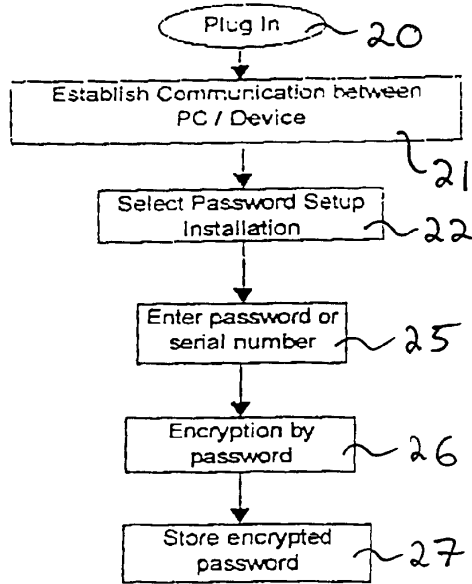 Plug In
20
Establish Communication between
PC / Device
21
Select Password Setup
Installation
22
Enter password or
serial number
25
Encryption by
password
26
Store encrypted
password
27